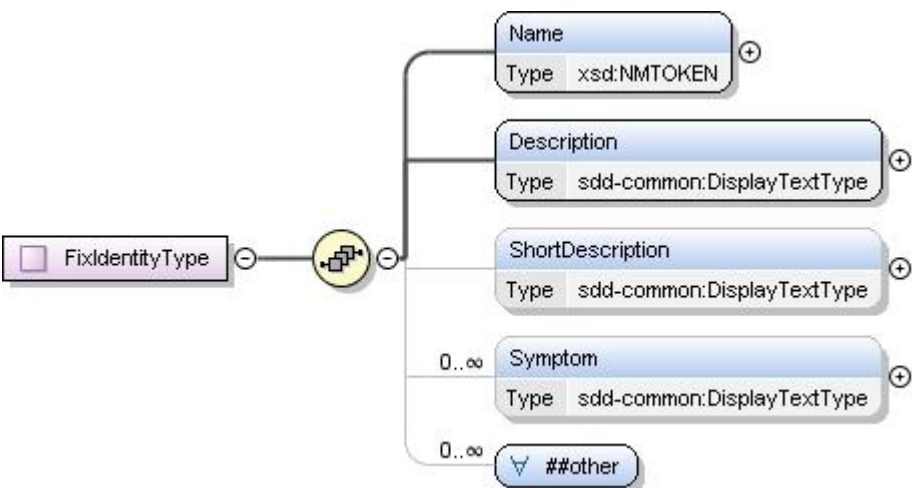 Name
Type xsd:NMTOKEN
Description
Type sdd-common:DisplayTextType
FixIdentityType
ShortDescription
Type sdd-common:DisplayTextType
0..∞ Symptom
Type sdd-common:DisplayTextType
0..∞ ∀ ##other